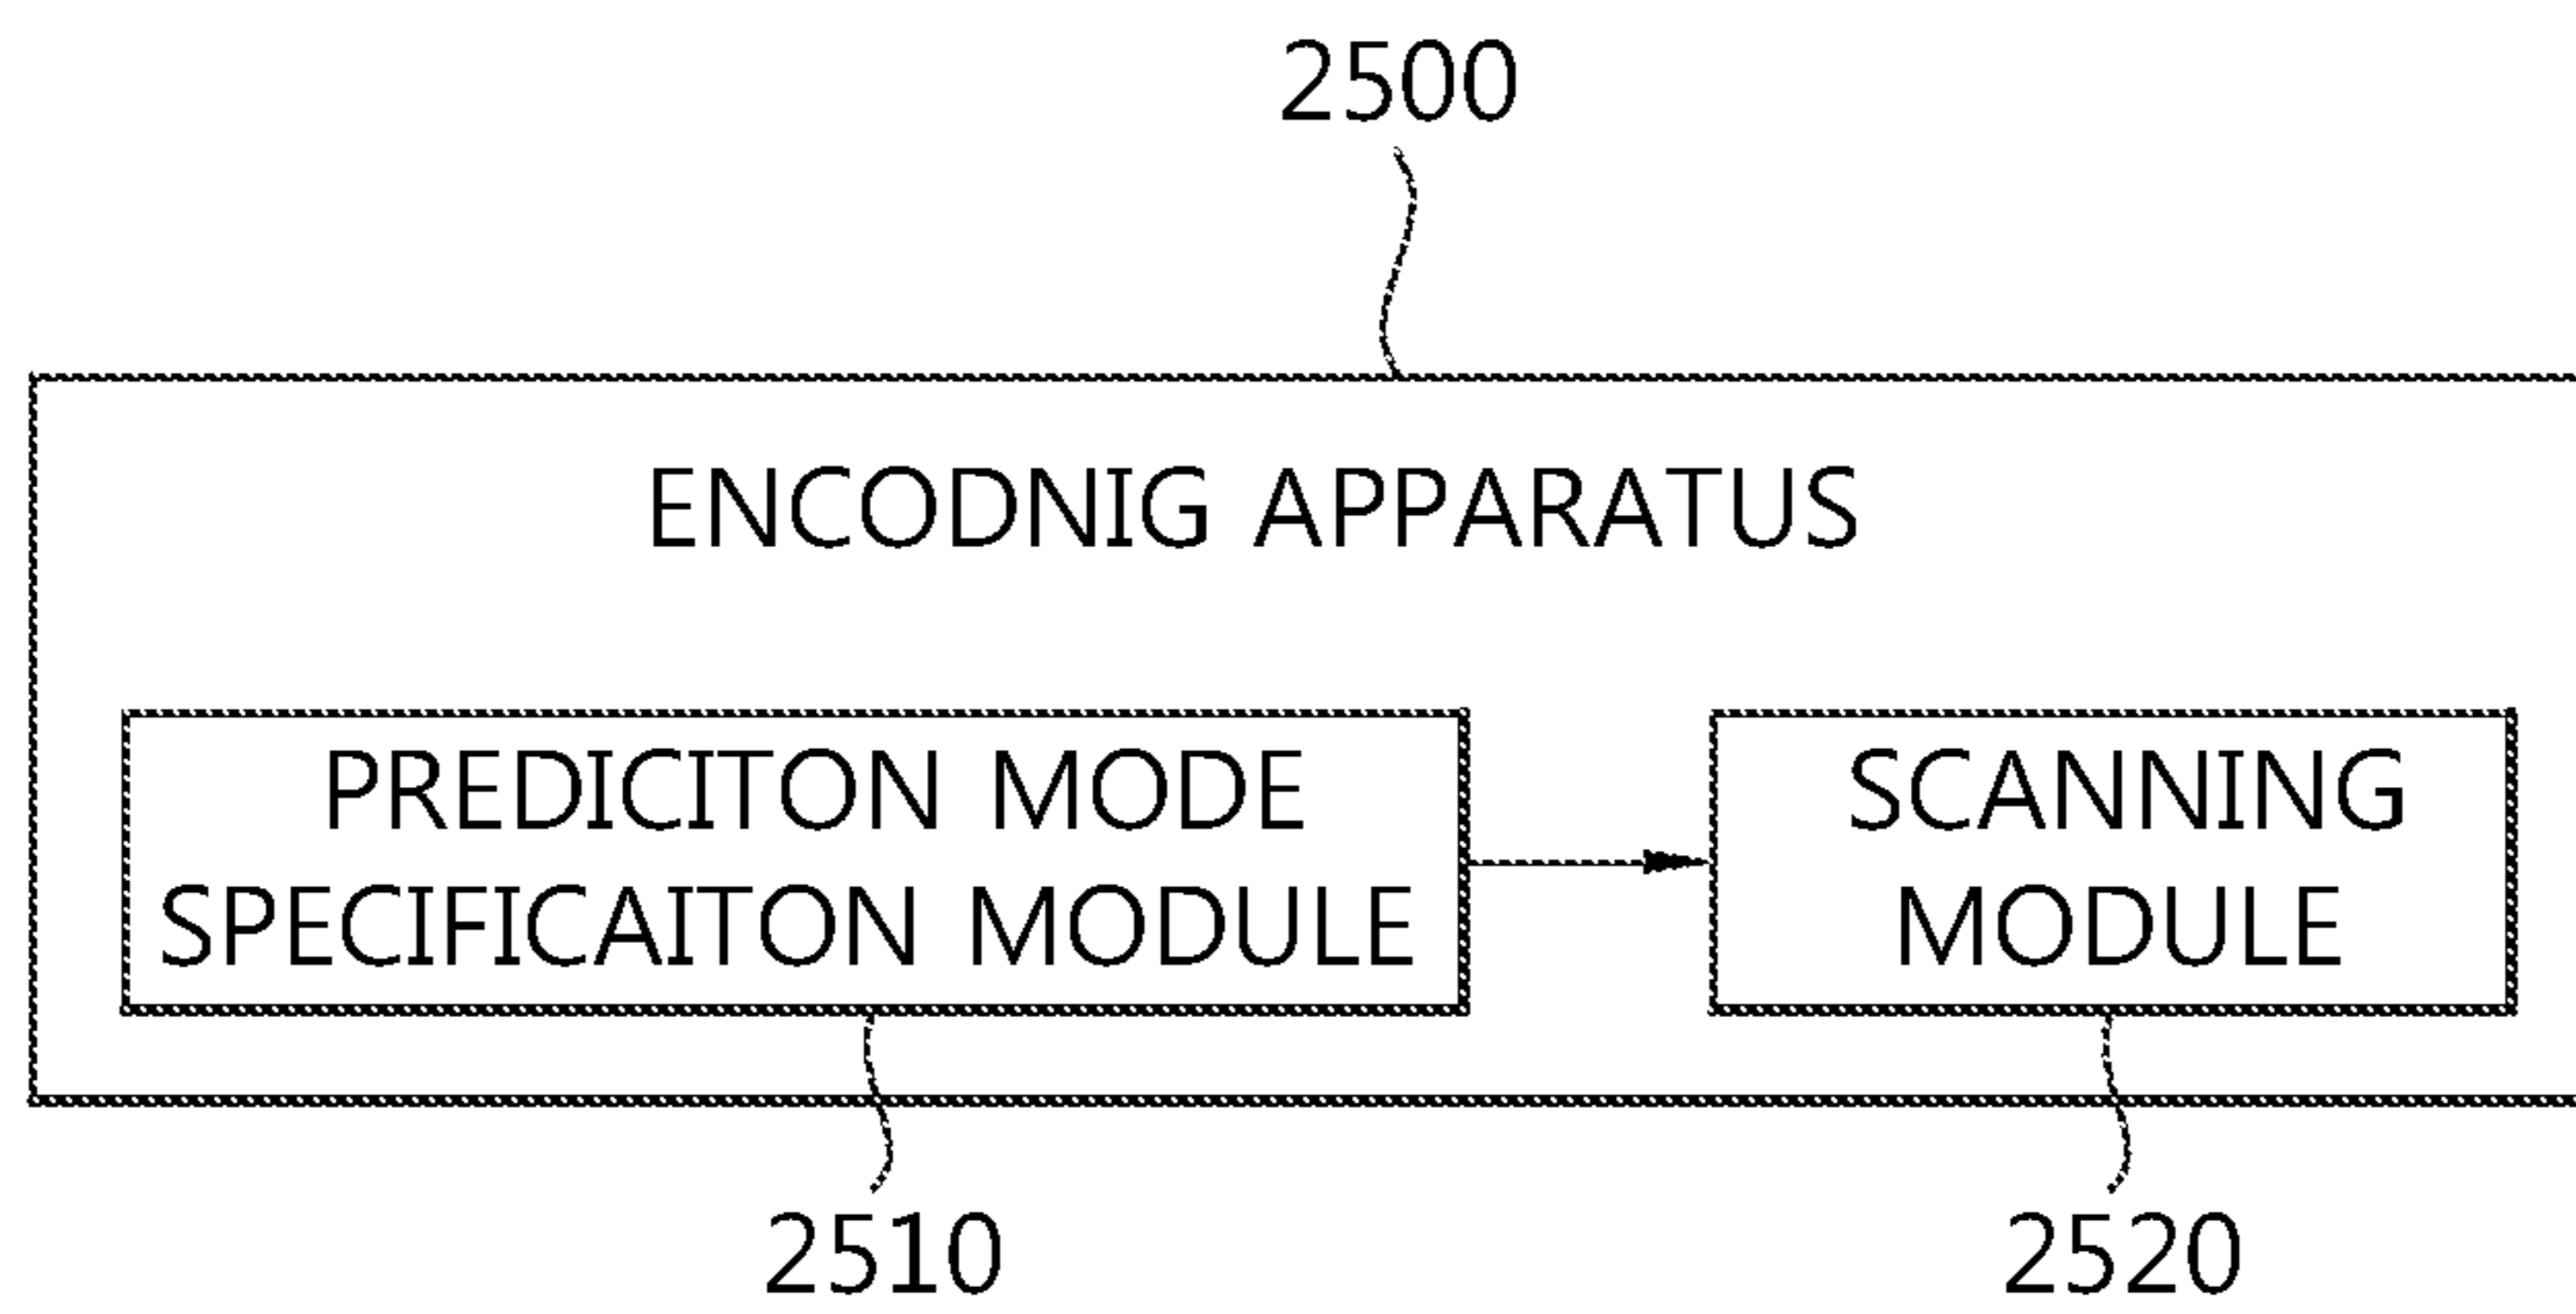 2500
ENCODNIG APPARATUS
PREDICITON MODE
SPECIFICAITON MODULE
SCANNING
MODULE
2510
2520